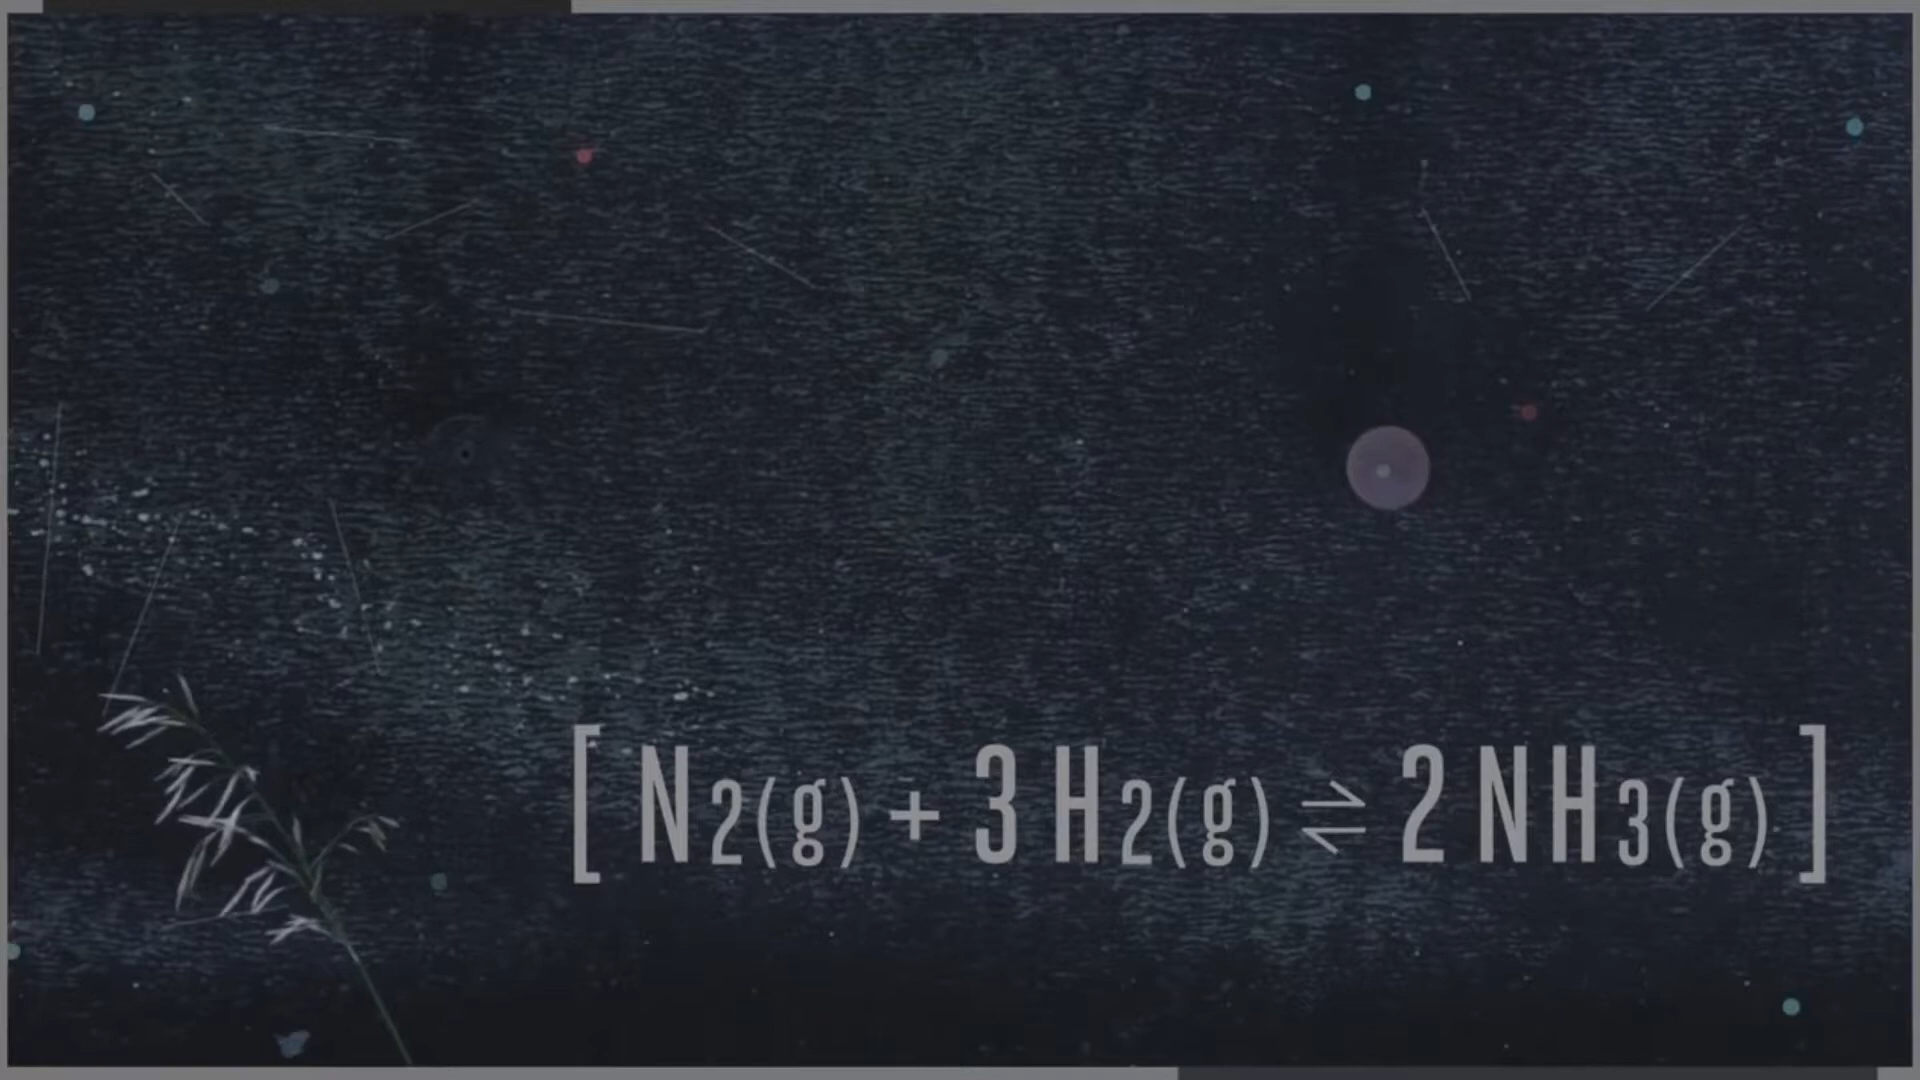 [ N2(g) + 3 H2(g) ⇌ 2 NH3(g) ]